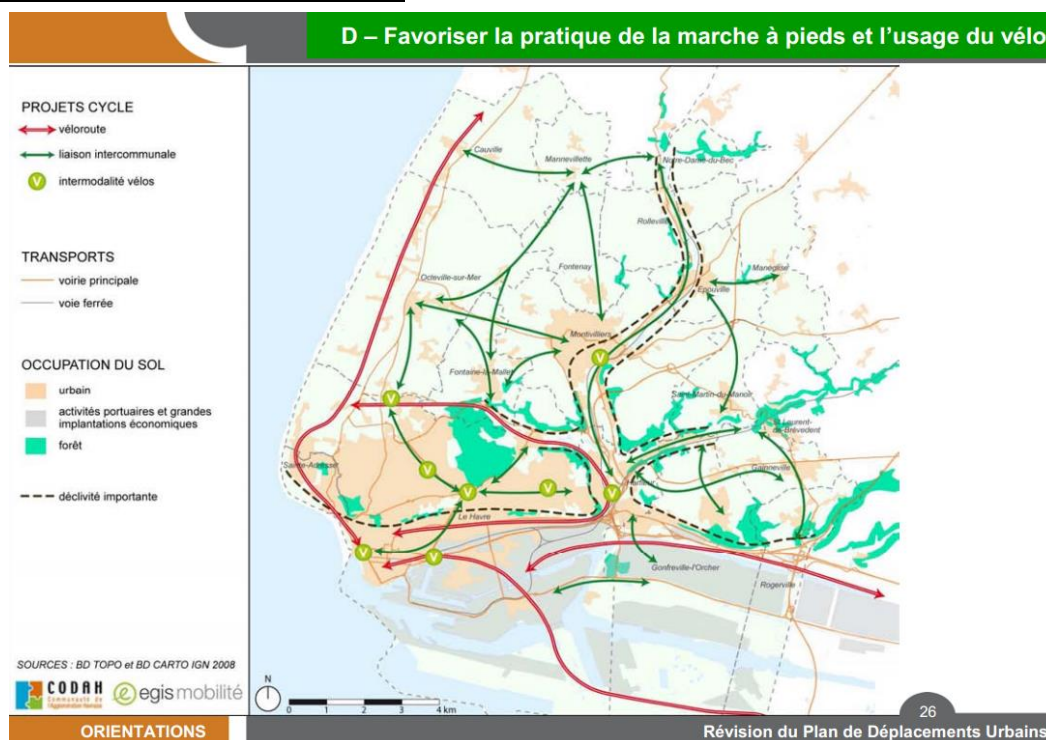 D – Favoriser la pratique de la marche à pieds et l'usage du vélo
PROJETS CYCLE
véloroute
liaison intercommunale
V
intermodalité vélos
TRANSPORTS
voirie principale
voie ferrée
OCCUPATION DU SOL
urbain
activités portuaires et grandes
implantations économiques
forêt
déclivité importante
Cauville
Mannevillette
Notre-Dame-du-Bec
Rolleville
Octeville-sur-Mer
Fontenay
Epouville
Manéglise
Montivilliers
V
Fontaine-la-Mallet
Saint-Martin-du-Manoir
V
St Laurent-
de-Brèvedent
Sainte-Adresse
V
Gainneville
V
V
V
Harfleur
Le Havre
V
V
Gonfreville-l'Orcher
Rogerville
SOURCES : BD TOPO et BD CARTO IGN 2008
CODAH
egis mobilité
N
0 1 2 3 4 km
26
ORIENTATIONS
Révision du Plan de Déplacements Urbains